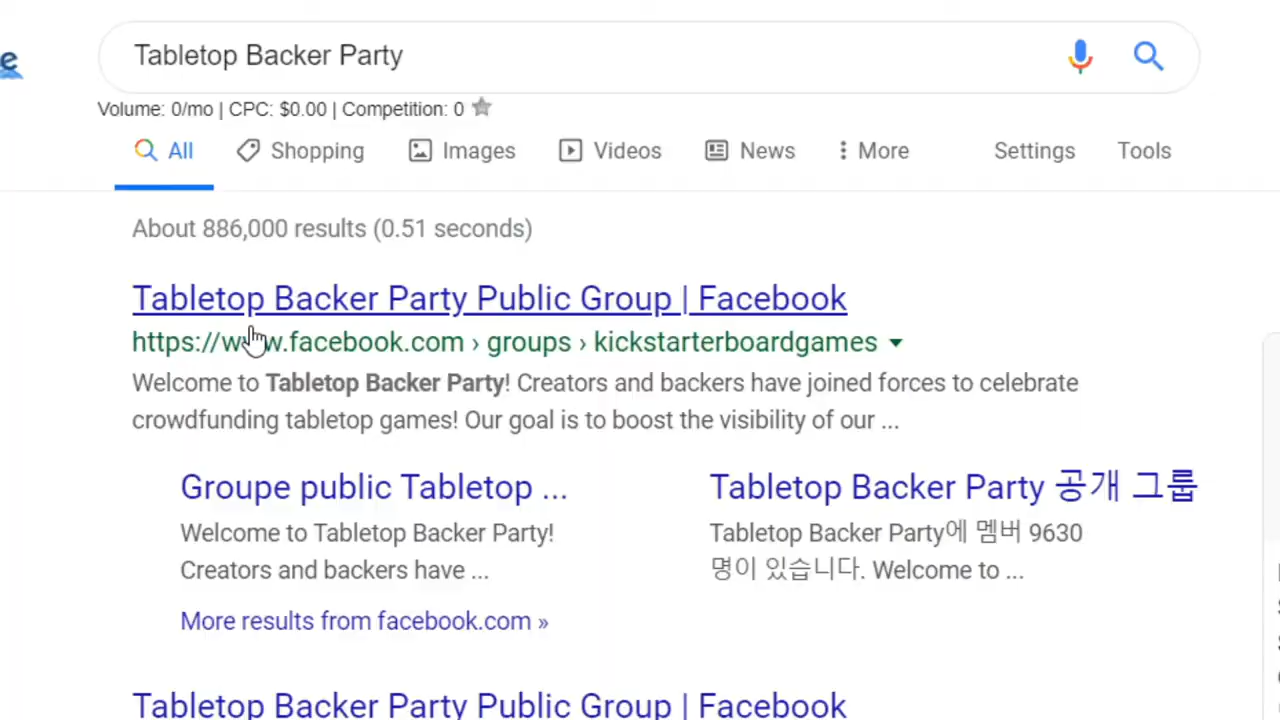 e
Tabletop Backer Party
Volume: 0/mo | CPC: $0.00 | Competition: 0
All Shopping Images Videos News More Settings Tools
About 886,000 results (0.51 seconds)
Tabletop Backer Party Public Group | Facebook
https://www.facebook.com › groups › kickstarterboardgames
Welcome to Tabletop Backer Party! Creators and backers have joined forces to celebrate
crowdfunding tabletop games! Our goal is to boost the visibility of our ...
Groupe public Tabletop ...
Welcome to Tabletop Backer Party!
Creators and backers have ...
Tabletop Backer Party 공개 그룹
Tabletop Backer Party에 멤버 9630
명이 있습니다. Welcome to ...
More results from facebook.com »
Tabletop Backer Party Public Group | Facebook